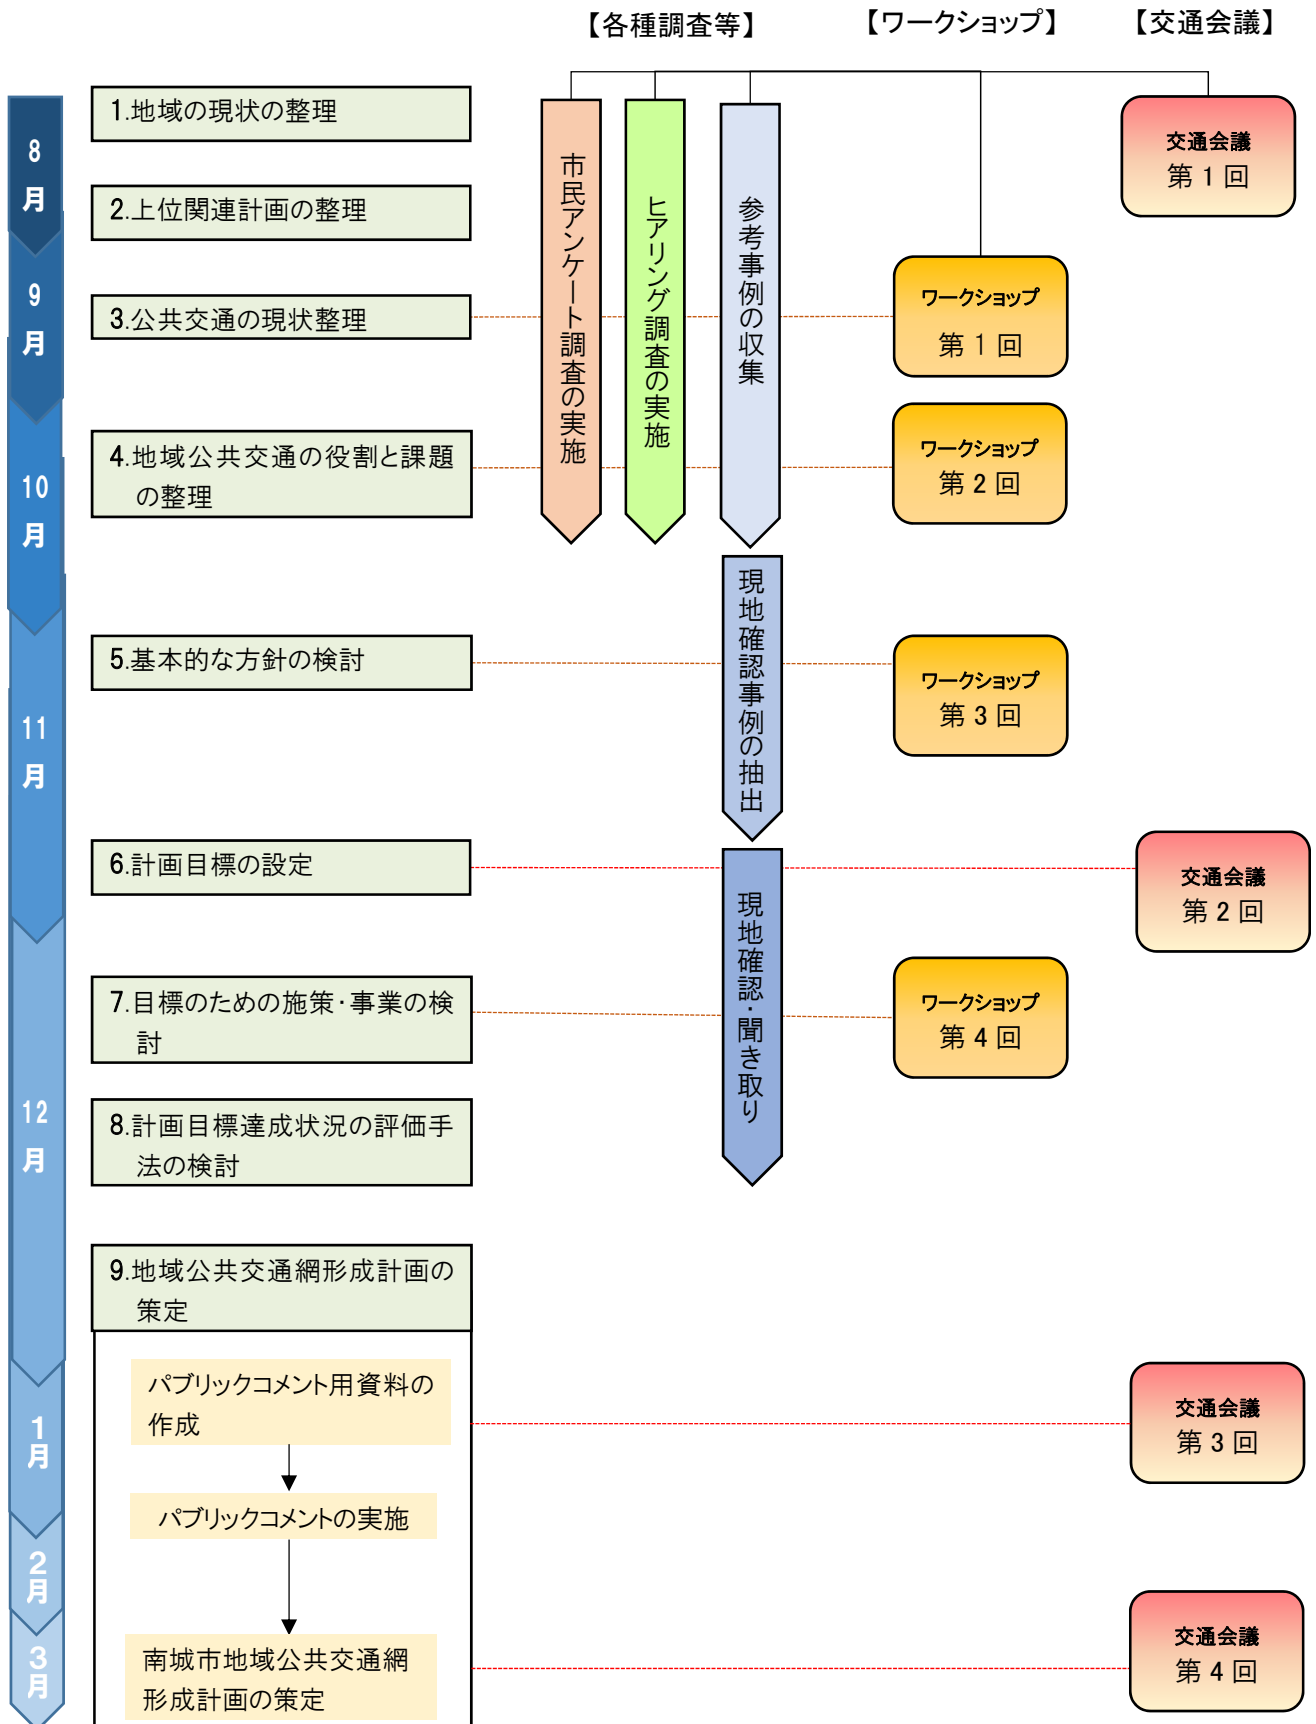 【各種調査等】
【ワークショップ】
【交通会議】
8
月
9
月
10
月
11
月
12
月
1
月
2
月
3
月
1.地域の現状の整理
2.上位関連計画の整理
3.公共交通の現状整理
4.地域公共交通の役割と課題
の整理
5.基本的な方針の検討
6.計画目標の設定
7.目標のための施策・事業の検
討
8.計画目標達成状況の評価手
法の検討
9.地域公共交通網形成計画の
策定
パブリックコメント用資料の
作成
パブリックコメントの実施
南城市地域公共交通網
形成計画の策定
市民アンケート調査の実施
ヒアリング調査の実施
参考事例の収集
現地確認事例の抽出
現地確認・聞き取り
ワークショップ
第 1 回
ワークショップ
第 2 回
ワークショップ
第 3 回
ワークショップ
第 4 回
交通会議
第 1 回
交通会議
第 2 回
交通会議
第 3 回
交通会議
第 4 回